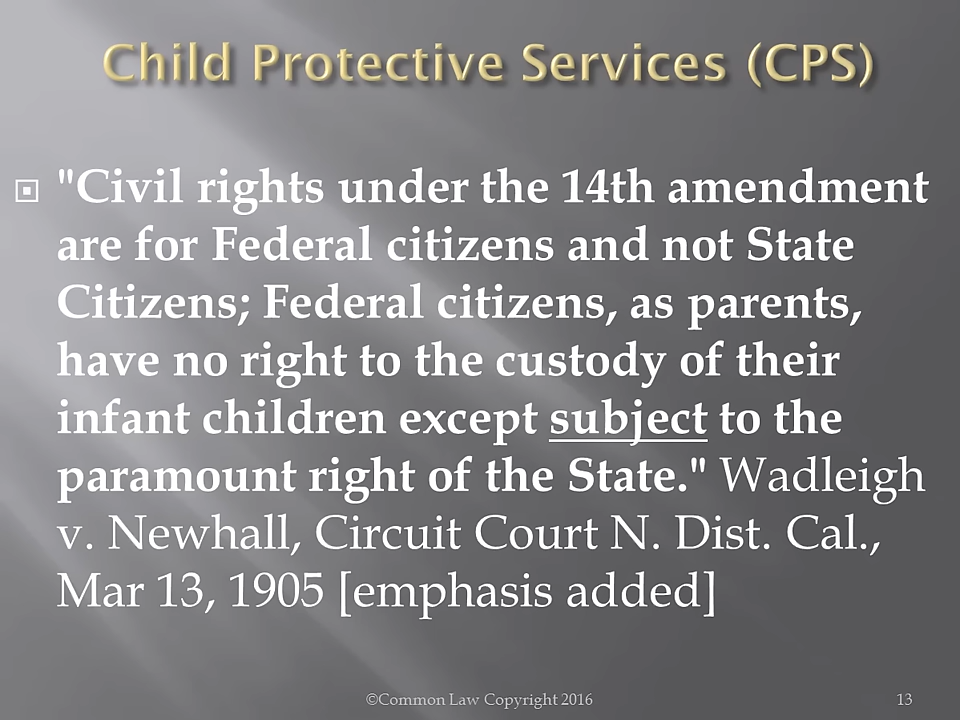 Child Protective Services (CPS)
"Civil rights under the 14th amendment
are for Federal citizens and not State
Citizens; Federal citizens, as parents,
have no right to the custody of their
infant children except subject to the
paramount right of the State." Wadleigh
v. Newhall, Circuit Court N. Dist. Cal.,
Mar 13, 1905 [emphasis added]
©Common Law Copyright 2016
13